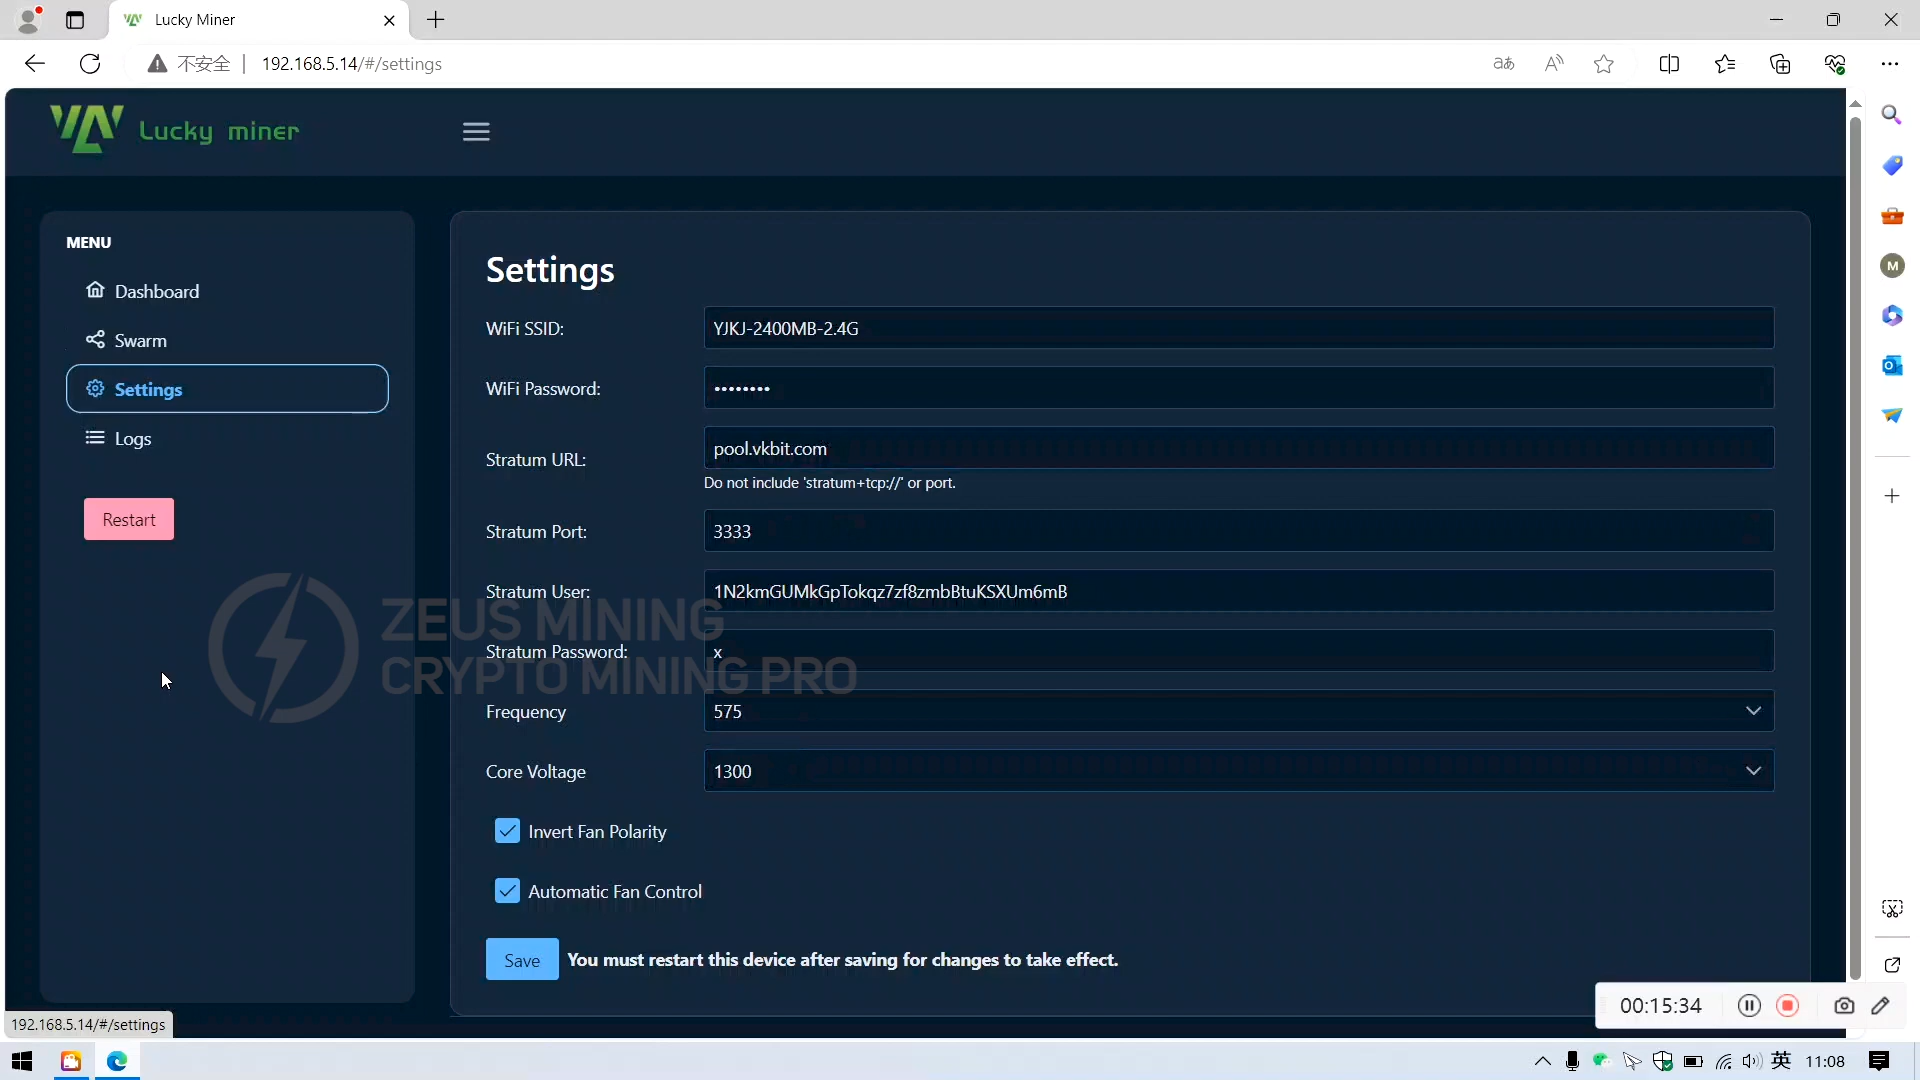 Lucky Miner
不安全
192.168.5.14/#/settings
Lucky miner
MENU
Dashboard
Swarm
Settings
Logs
Restart
Settings
WiFi SSID:
YJKJ-2400MB-2.4G
WiFi Password:
••••••••
Stratum URL:
pool.vkbit.com
Do not include 'stratum+tcp://' or port.
Stratum Port:
3333
Stratum User:
1N2kmGUMkGpTokqz7zf8zmbBtuKSXUm6mB
Stratum Password:
x
Frequency
575
Core Voltage
1300
Invert Fan Polarity
Automatic Fan Control
Save
You must restart this device after saving for changes to take effect.
ZEUS MINING
CRYPTO MINING PRO
M
192.168.5.14/#/settings
00:15:34
英
11:08